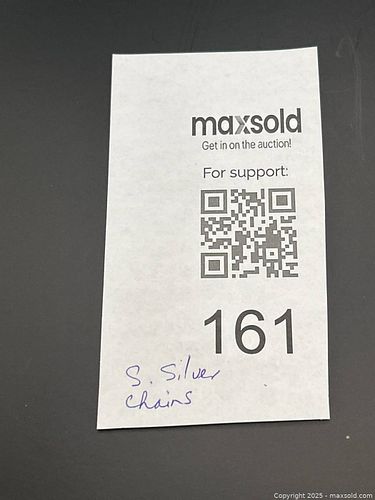 maxsold
Get in on the auction!
For support:
161
S. Silver
chains
Copyright 2025 - maxsold.com